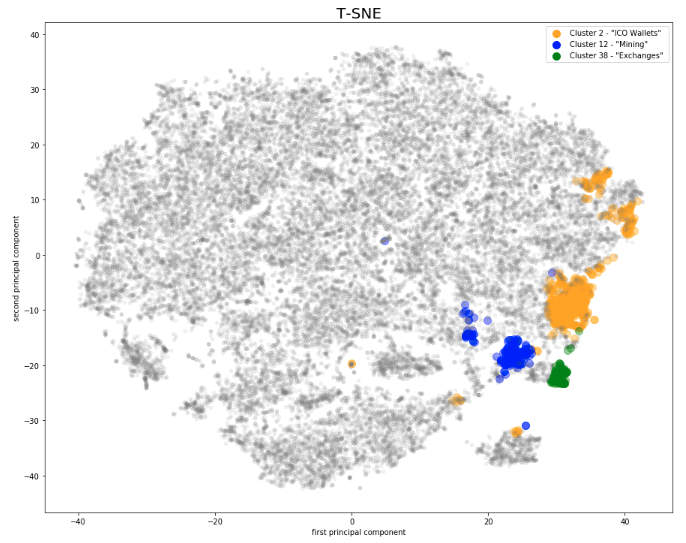 T-SNE
Cluster 2 - "ICO Wallets"
Cluster 12 - "Mining"
Cluster 38 - "Exchanges"
second principal component
40
30
20
10
0
−10
−20
−30
−40
−40
−20
0
20
40
first principal component